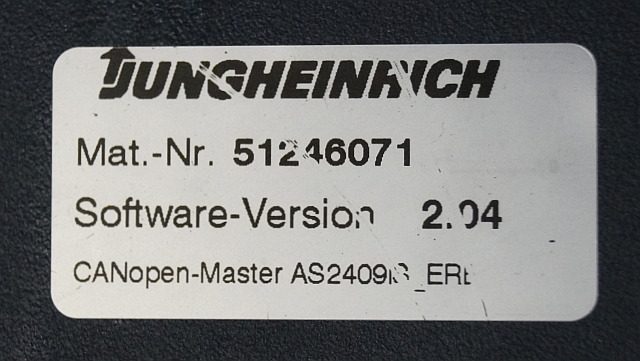 JUNGHEINRICH
Mat.-Nr. 51246071
Software-Version 2.04
CANopen-Master